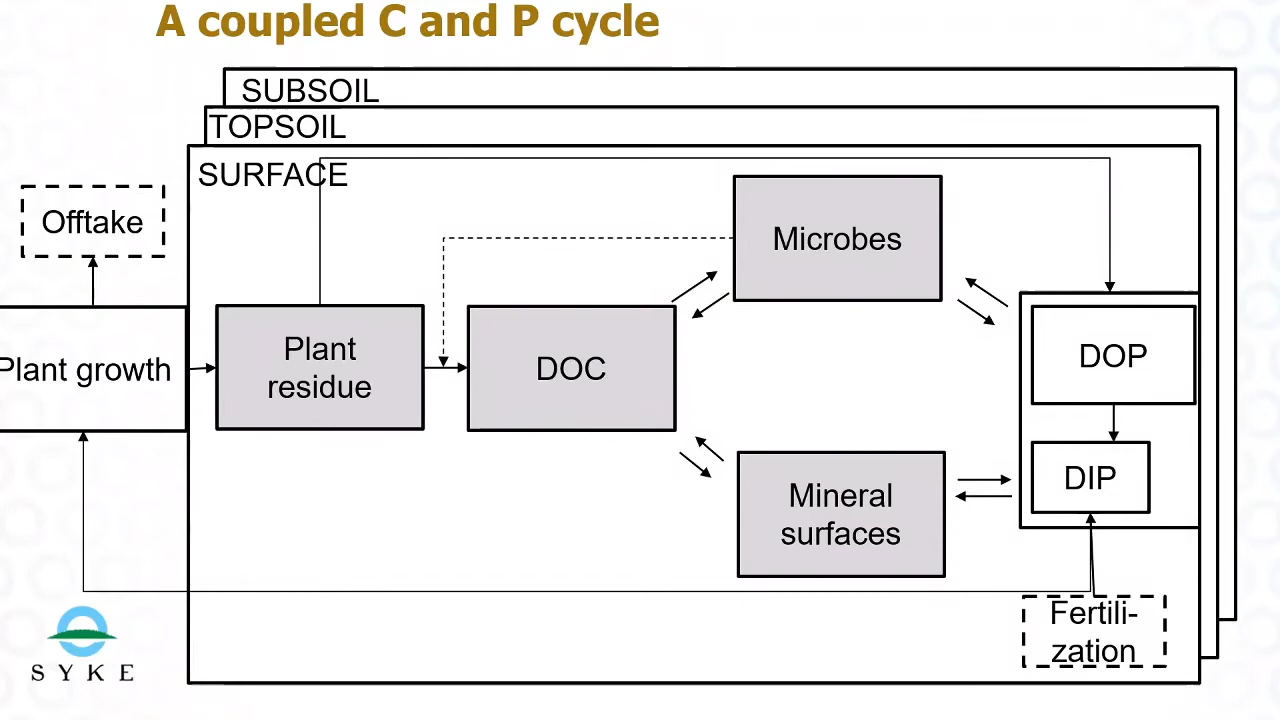 A coupled C and P cycle
SUBSOIL
TOPSOIL
SURFACE
Offtake
Microbes
Plant growth
Plant
residue
DOC
DOP
DIP
Mineral
surfaces
Fertili-
zation
SYKE